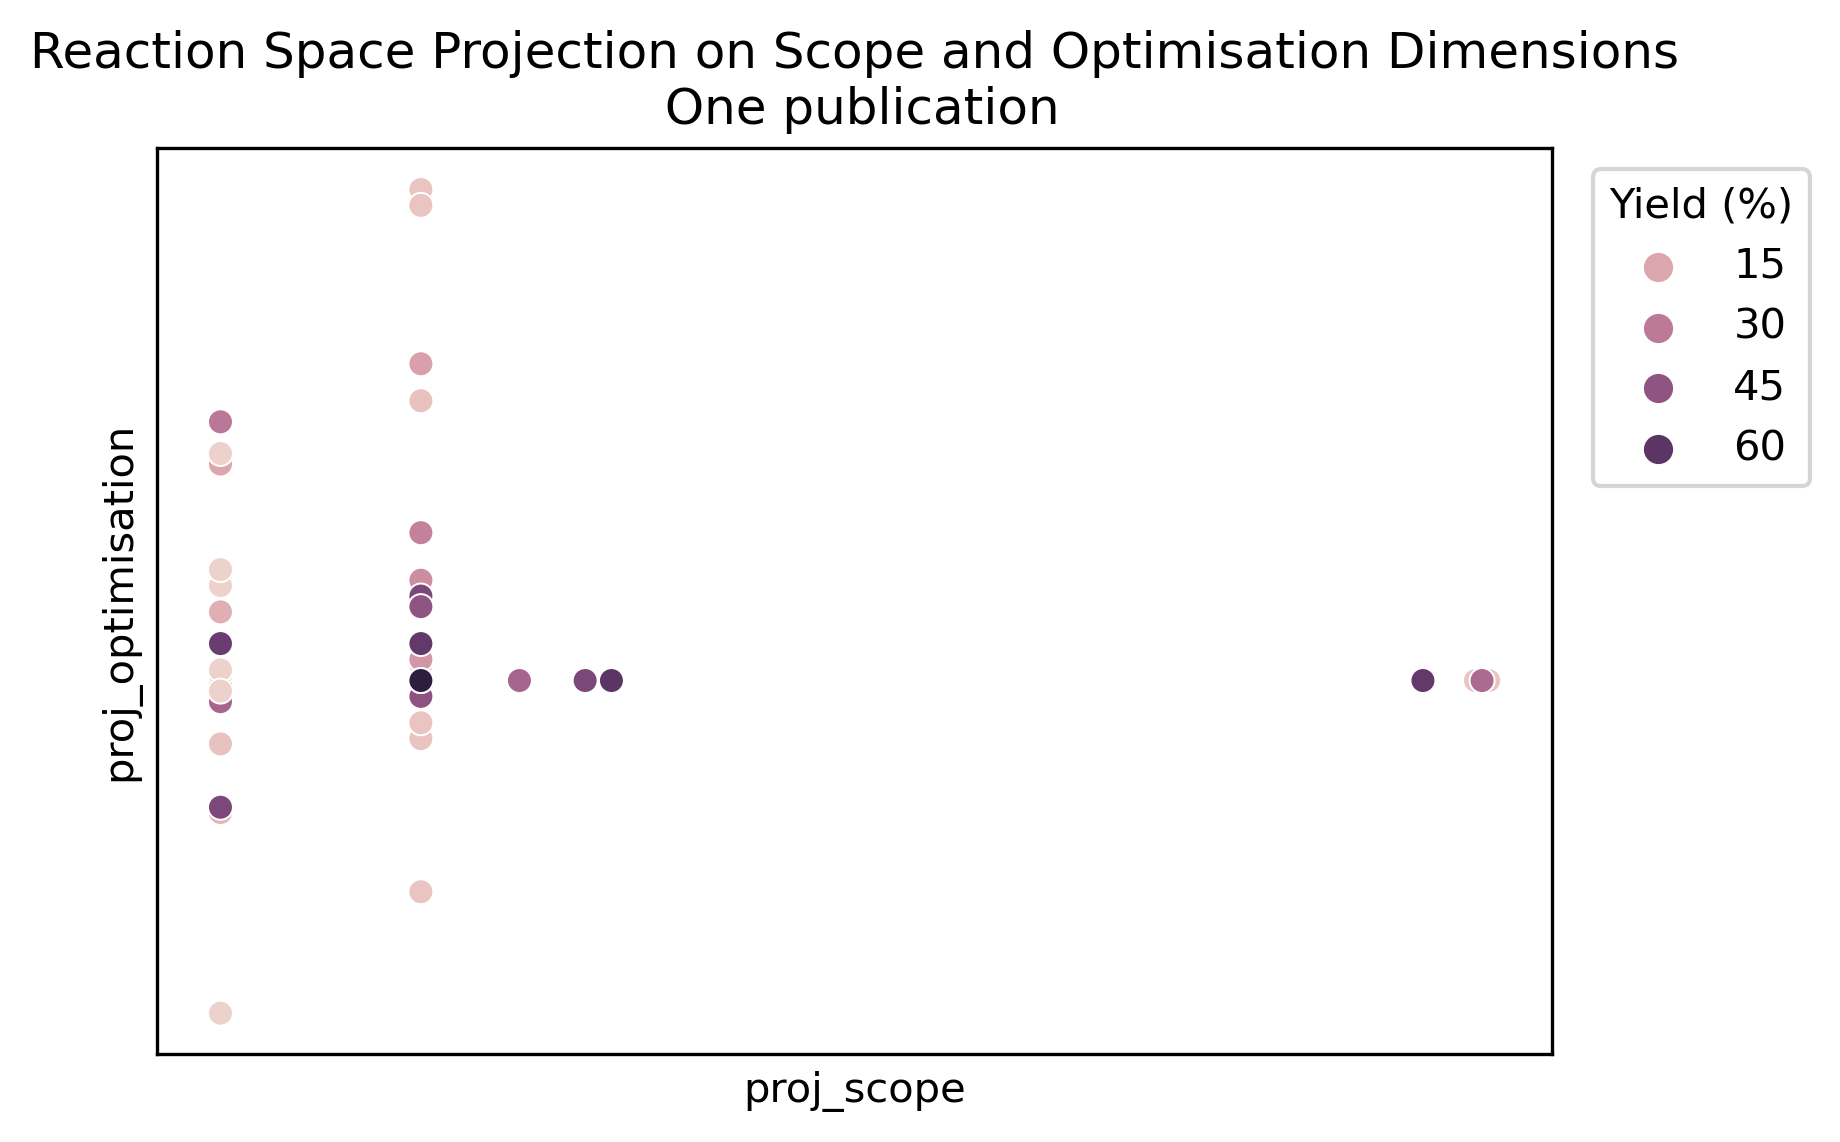 Reaction Space Projection on Scope and Optimisation Dimensions
One publication
proj_optimisation
proj_scope
Yield (%)
15
30
45
60